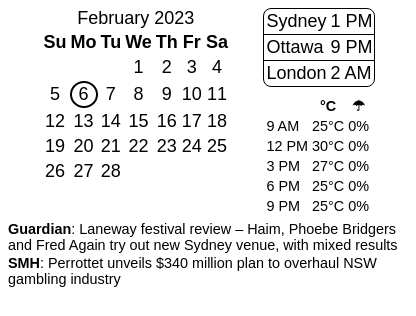 February 2023
Su Mo Tu We Th Fr Sa
1 2 3 4
5 6 7 8 9 10 11
12 13 14 15 16 17 18
19 20 21 22 23 24 25
26 27 28
Sydney 1 PM
Ottawa 9 PM
London 2 AM
°C ☂
9 AM 25°C 0%
12 PM 30°C 0%
3 PM 27°C 0%
6 PM 25°C 0%
9 PM 25°C 0%
Guardian: Laneway festival review – Haim, Phoebe Bridgers
and Fred Again try out new Sydney venue, with mixed results
SMH: Perrottet unveils $340 million plan to overhaul NSW
gambling industry